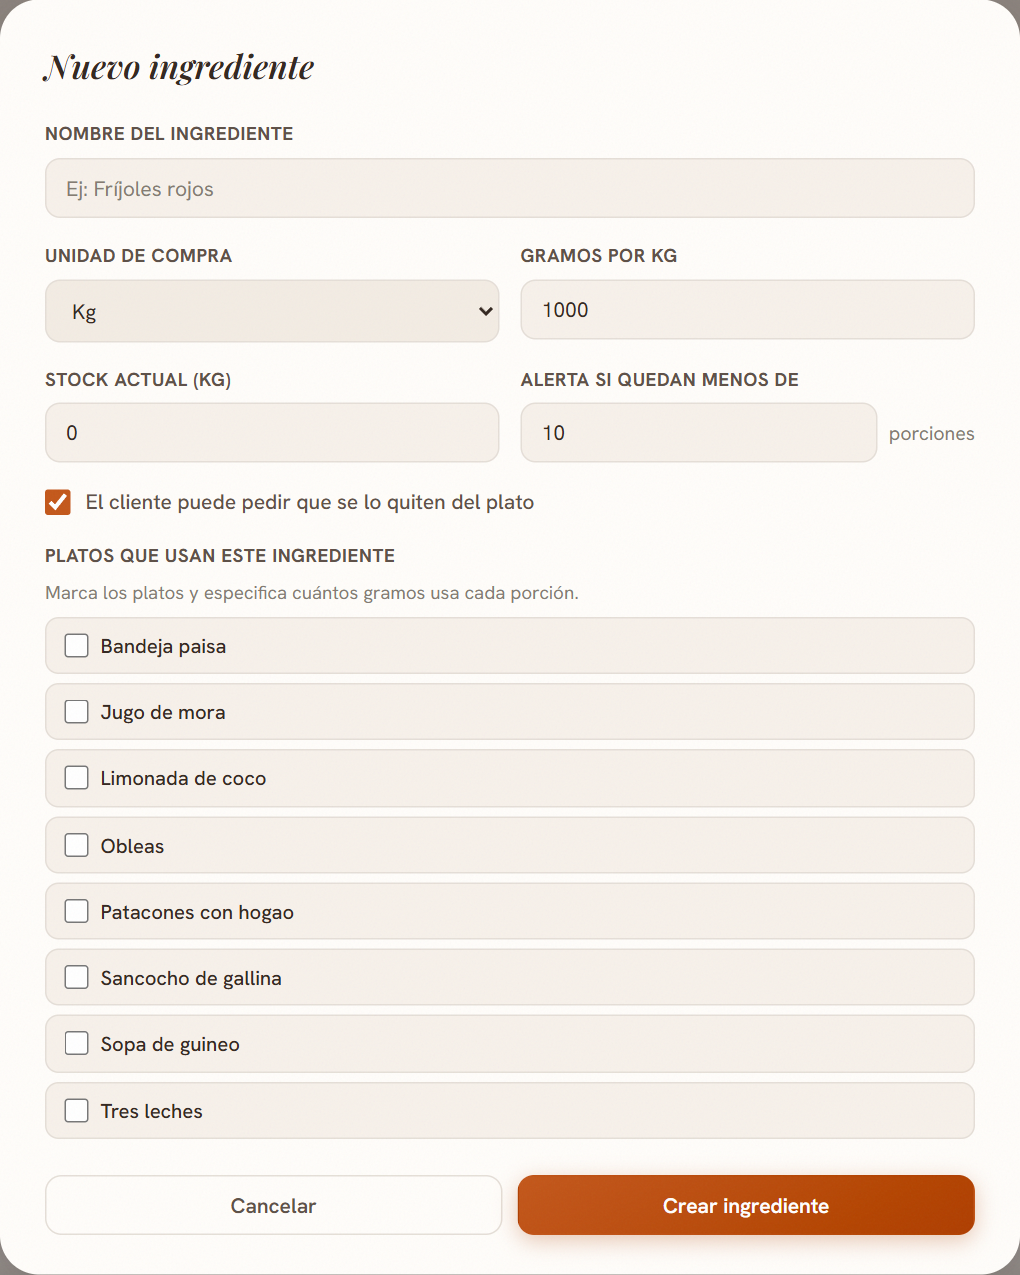 Nuevo ingrediente
NOMBRE DEL INGREDIENTE
Ej: Fríjoles rojos
UNIDAD DE COMPRA
GRAMOS POR KG
Kg
1000
STOCK ACTUAL (KG)
ALERTA SI QUEDAN MENOS DE
0
10
porciones
El cliente puede pedir que se lo quiten del plato
PLATOS QUE USAN ESTE INGREDIENTE
Marca los platos y especifica cuántos gramos usa cada porción.
Bandeja paisa
Jugo de mora
Limonada de coco
Obleas
Patacones con hogao
Sancocho de gallina
Sopa de guineo
Tres leches
Cancelar
Crear ingrediente